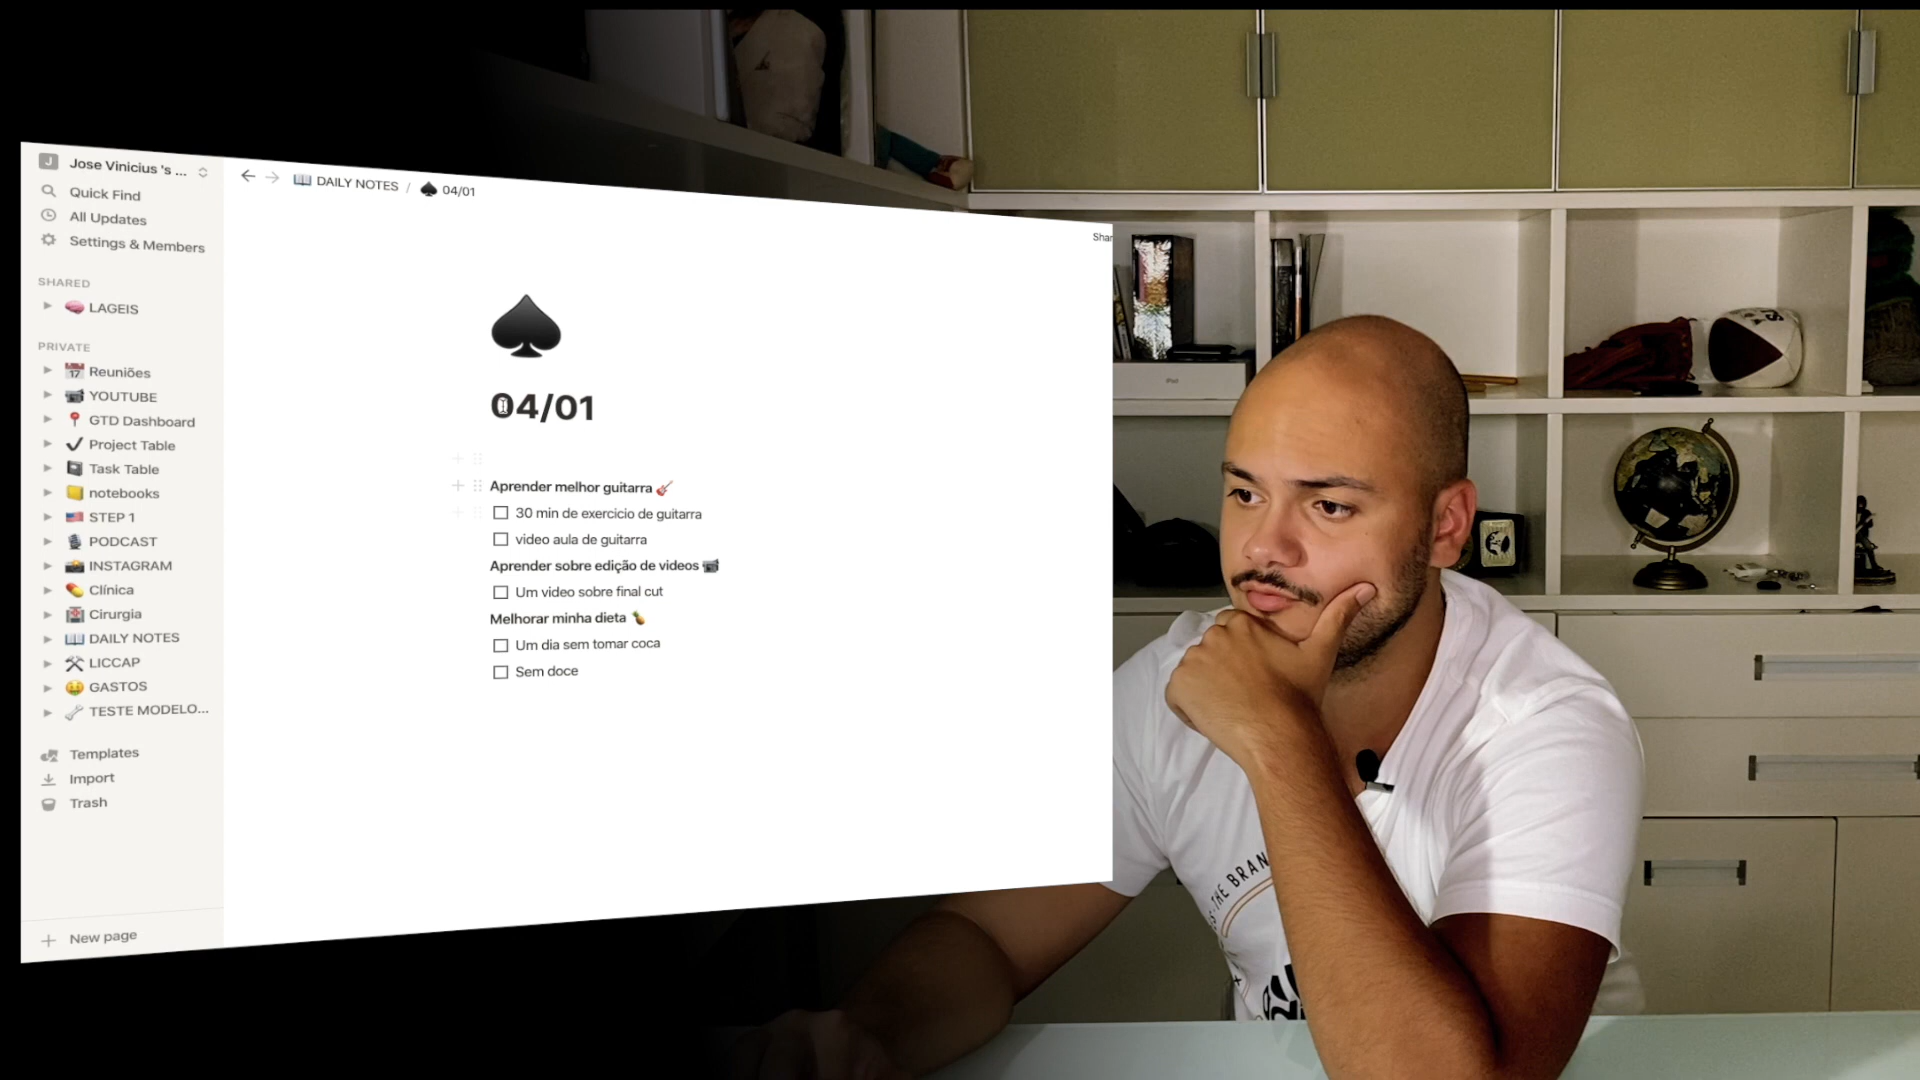 J Jose Vinicius 's ...
Quick Find
All Updates
Settings & Members
SHARED
LAGEIS
PRIVATE
Reuniões
YOUTUBE
GTD Dashboard
Project Table
Task Table
notebooks
STEP 1
PODCAST
INSTAGRAM
Clínica
Cirurgia
DAILY NOTES
LICCAP
GASTOS
TESTE MODELO...
Templates
Import
Trash
New page
DAILY NOTES / 04/01
Shar
04/01
Aprender melhor guitarra
30 min de exercicio de guitarra
video aula de guitarra
Aprender sobre edição de videos
Um video sobre final cut
Melhorar minha dieta
Um dia sem tomar coca
Sem doce
THE BRAN